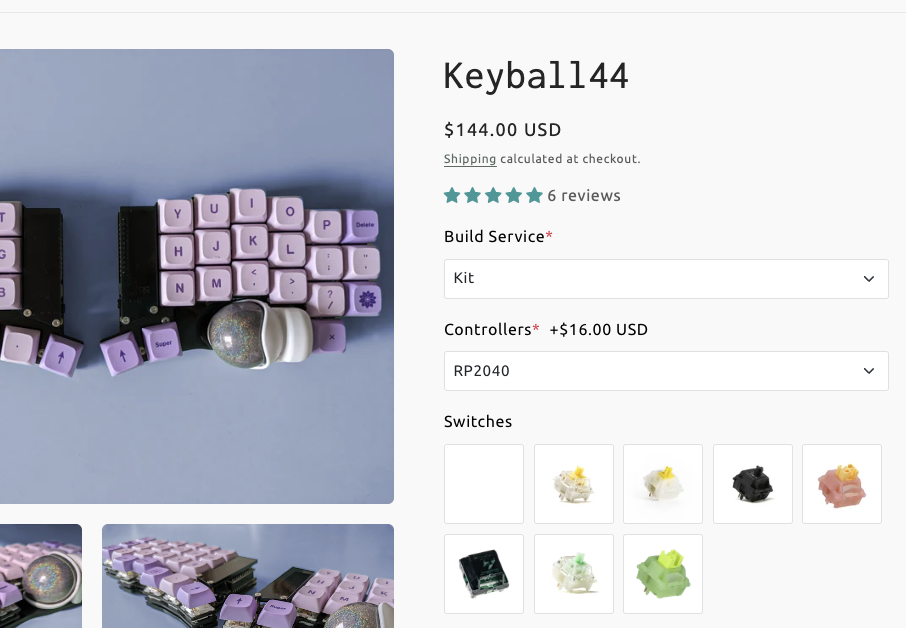 Keyball44
$144.00 USD
Shipping calculated at checkout.
6 reviews
Build Service*
Kit
Controllers* +$16.00 USD
RP2040
Switches
T
Y U I O P Delete
G
H J K L : ; " '
B
N M < , > . ? /
Super